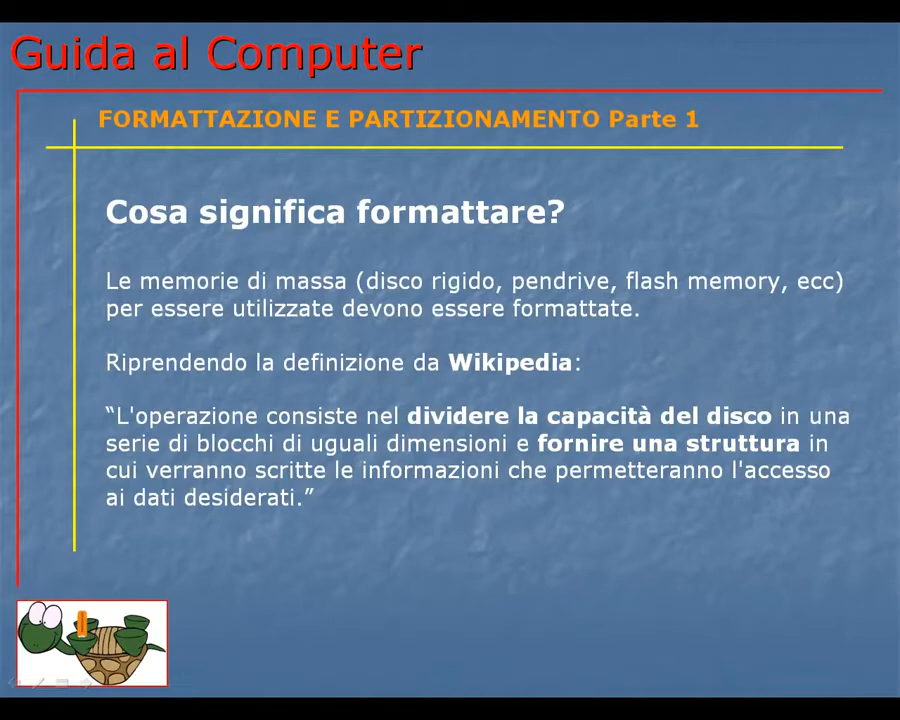 Guida al Computer
FORMATTAZIONE E PARTIZIONAMENTO Parte 1
Cosa significa formattare?
Le memorie di massa (disco rigido, pendrive, flash memory, ecc)
per essere utilizzate devono essere formattate.
Riprendendo la definizione da Wikipedia:
“L'operazione consiste nel dividere la capacità del disco in una
serie di blocchi di uguali dimensioni e fornire una struttura in
cui verranno scritte le informazioni che permetteranno l'accesso
ai dati desiderati.”